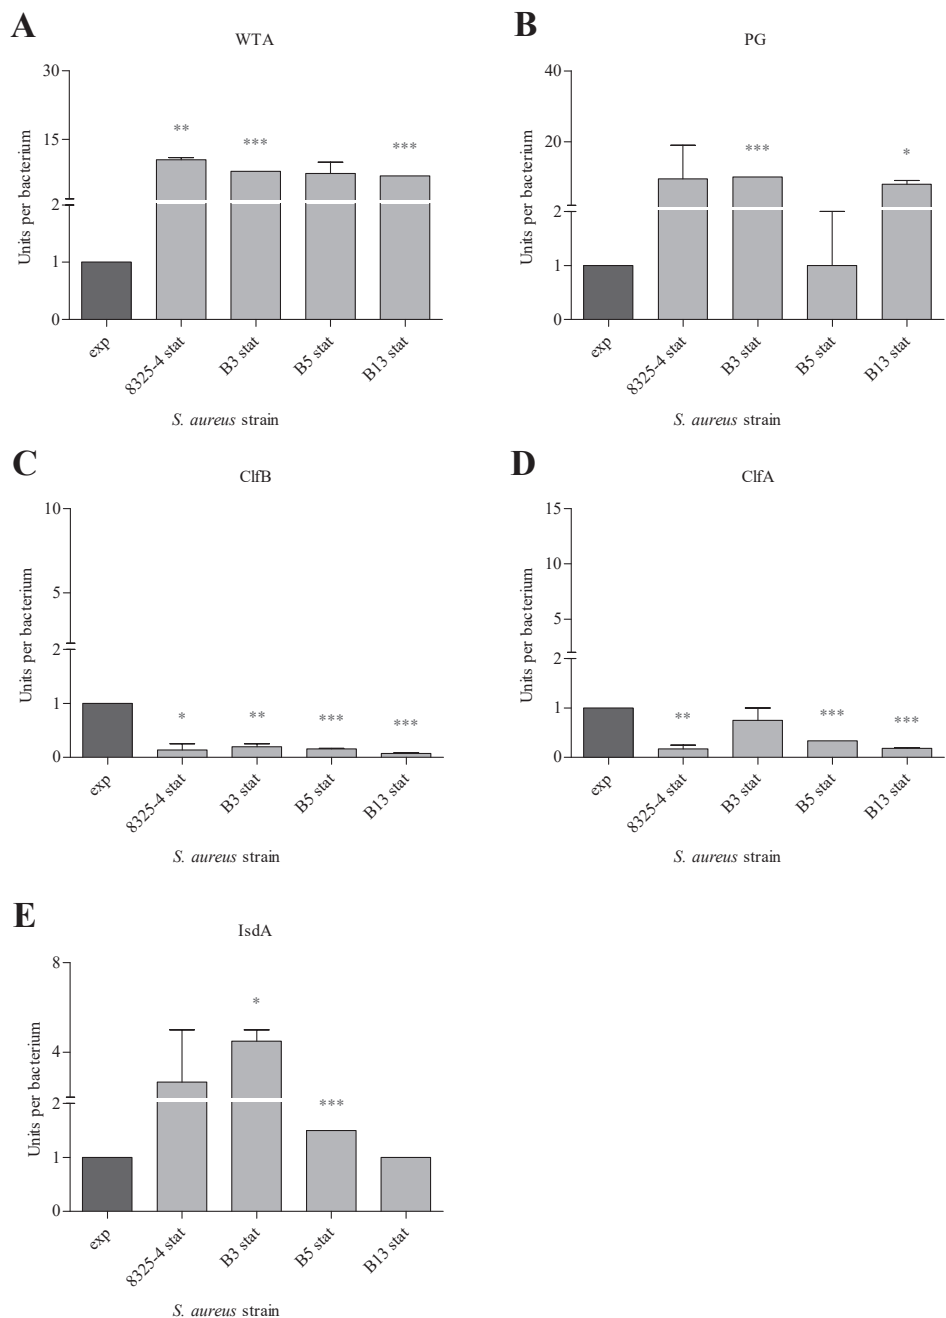 A
WTA
Units per bacterium
30
15
2
1
0
**
***
***
exp
8325-4 stat
B3 stat
B5 stat
B13 stat
S. aureus strain
B
PG
Units per bacterium
40
20
2
1
0
***
*
exp
8325-4 stat
B3 stat
B5 stat
B13 stat
S. aureus strain
C
ClfB
Units per bacterium
10
5
2
1
0
*
**
***
***
exp
8325-4 stat
B3 stat
B5 stat
B13 stat
S. aureus strain
D
ClfA
Units per bacterium
15
10
5
2
1
0
**
***
***
exp
8325-4 stat
B3 stat
B5 stat
B13 stat
S. aureus strain
E
IsdA
Units per bacterium
8
4
2
1
0
*
***
exp
8325-4 stat
B3 stat
B5 stat
B13 stat
S. aureus strain